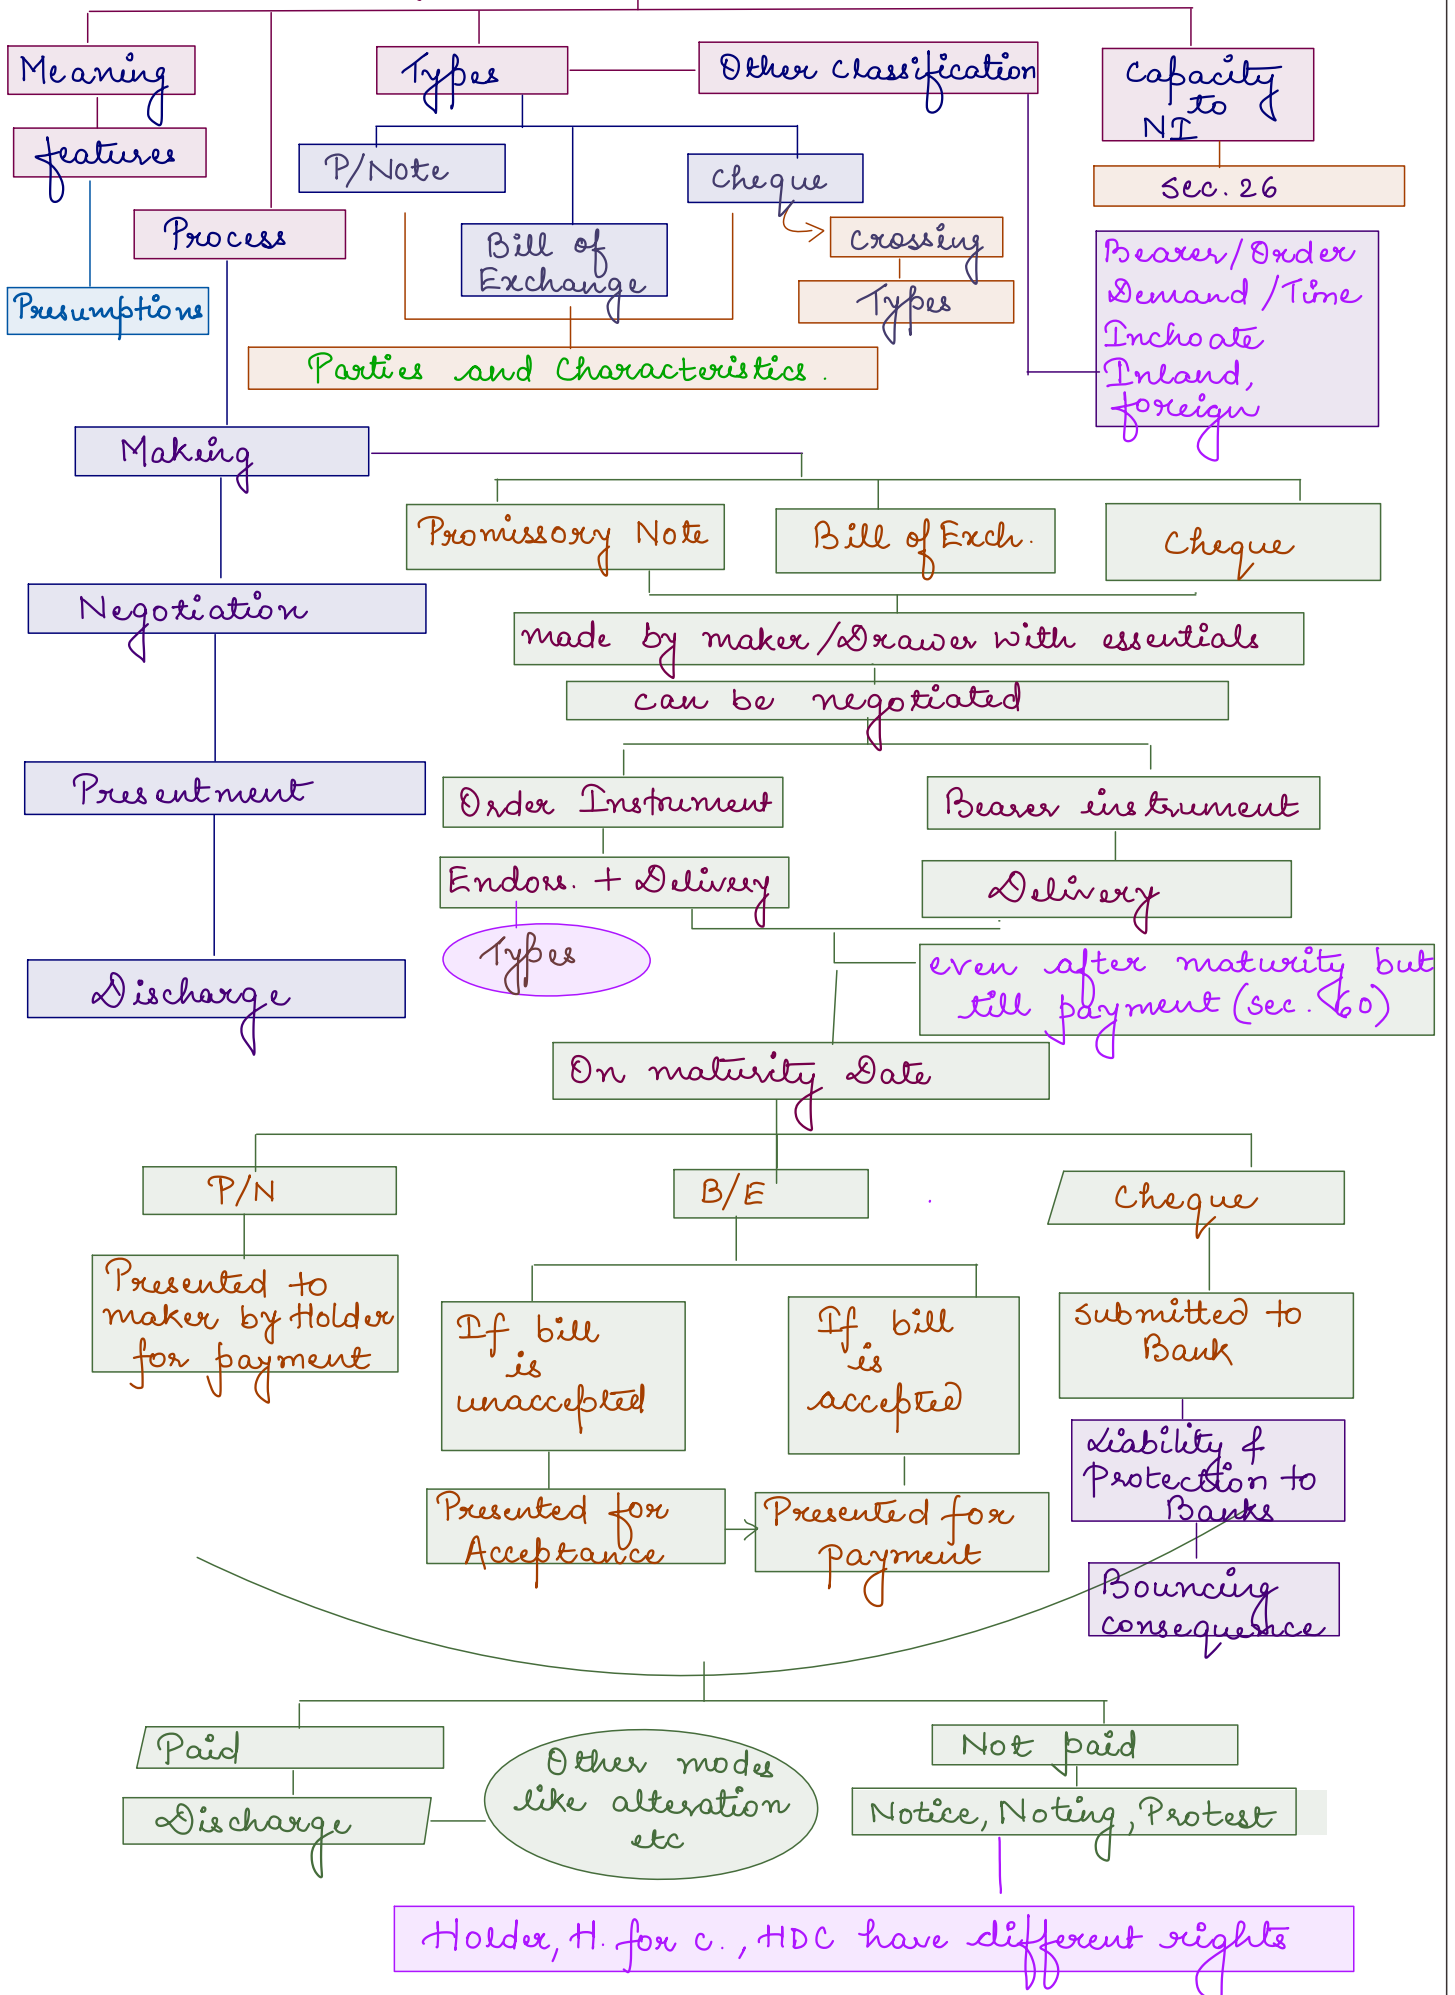 Meaning
Types
Other Classification
Capacity
to
NI
features
P/Note
Cheque
Sec. 26
Process
Bill of
Exchange
Crossing
Types
Bearer/Order
Demand/Time
Inchoate
Inland,
foreign
Presumptions
Parties and Characteristics.
Making
Promissory Note
Bill of Exch.
Cheque
Negotiation
made by maker/Drawer with essentials
can be negotiated
Presentment
Order Instrument
Bearer instrument
Endors. + Delivery
Delivery
Types
even after maturity but
till payment (sec. 60)
Discharge
On maturity Date
P/N
B/E
Cheque
Presented to
maker by Holder
for payment
If bill
is
unaccepted
If bill
is
accepted
submitted to
Bank
Liability &
Protection to
Banks
Presented for
Acceptance
Presented for
payment
Bouncing
consequence
Paid
Other modes
like alteration
etc
Not paid
Discharge
Notice, Noting, Protest
Holder, H. for c., HDC have different rights